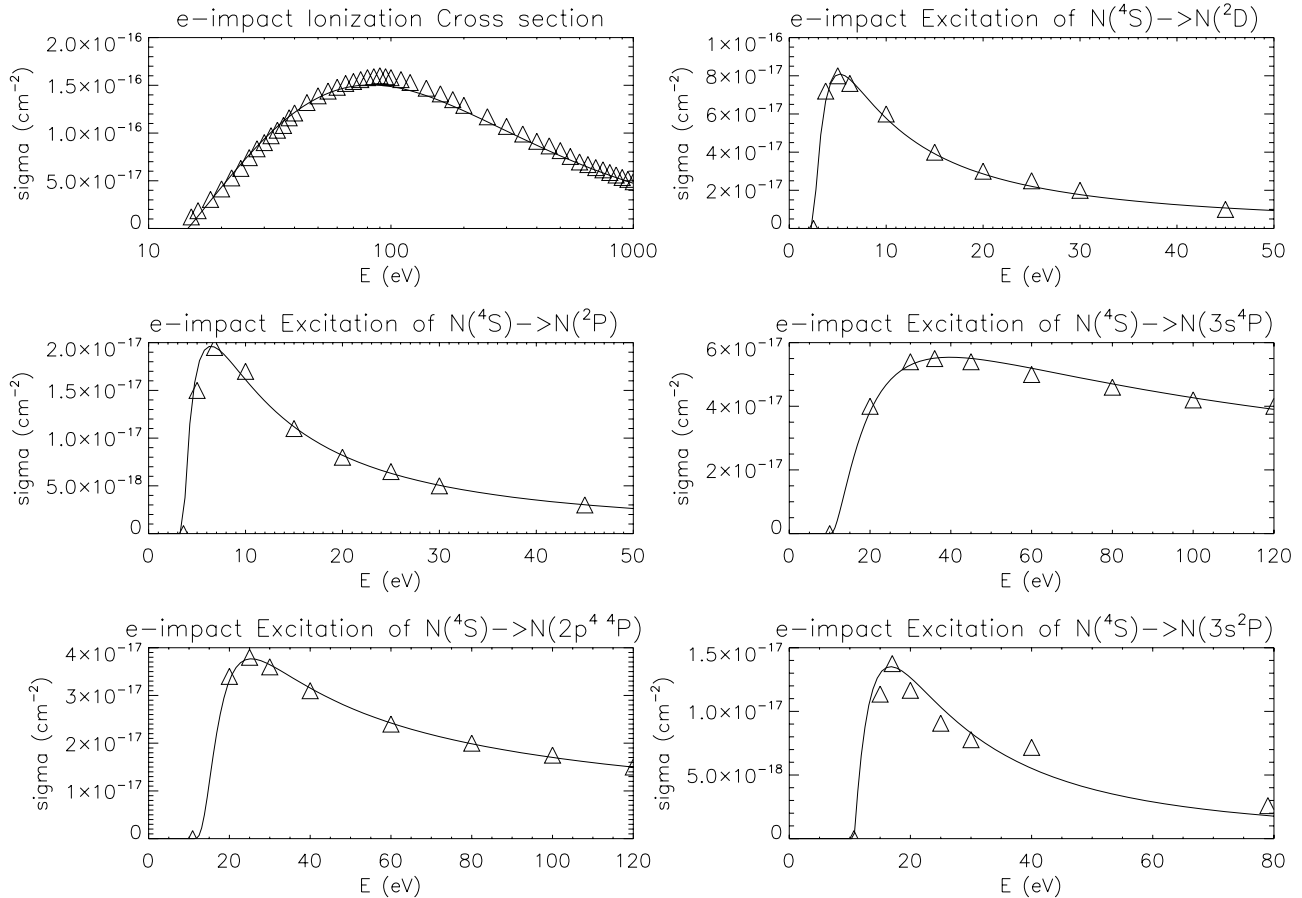 e-impact Ionization Cross section
2.0×10⁻¹⁶
1.5×10⁻¹⁶
1.0×10⁻¹⁶
5.0×10⁻¹⁷
0
sigma (cm⁻²)
10 100 1000
E (eV)
e-impact Excitation of N(⁴S)->N(²D)
1×10⁻¹⁶
8×10⁻¹⁷
6×10⁻¹⁷
4×10⁻¹⁷
2×10⁻¹⁷
0
sigma (cm⁻²)
0 10 20 30 40 50
E (eV)
e-impact Excitation of N(⁴S)->N(²P)
2.0×10⁻¹⁷
1.5×10⁻¹⁷
1.0×10⁻¹⁷
5.0×10⁻¹⁸
0
sigma (cm⁻²)
0 10 20 30 40 50
E (eV)
e-impact Excitation of N(⁴S)->N(3s⁴P)
6×10⁻¹⁷
4×10⁻¹⁷
2×10⁻¹⁷
0
sigma (cm⁻²)
0 20 40 60 80 100 120
E (eV)
e-impact Excitation of N(⁴S)->N(2p⁴ ⁴P)
4×10⁻¹⁷
3×10⁻¹⁷
2×10⁻¹⁷
1×10⁻¹⁷
0
sigma (cm⁻²)
0 20 40 60 80 100 120
E (eV)
e-impact Excitation of N(⁴S)->N(3s²P)
1.5×10⁻¹⁷
1.0×10⁻¹⁷
5.0×10⁻¹⁸
0
sigma (cm⁻²)
0 20 40 60 80
E (eV)